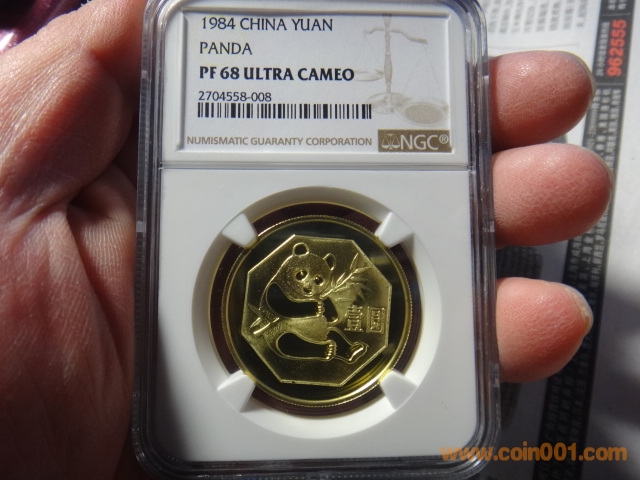 1984 CHINA YUAN
PANDA
PF 68 ULTRA CAMEO
2704558-008
NUMISMATIC GUARANTY CORPORATION
NGC®
962555
壹圓
www.coin001.com